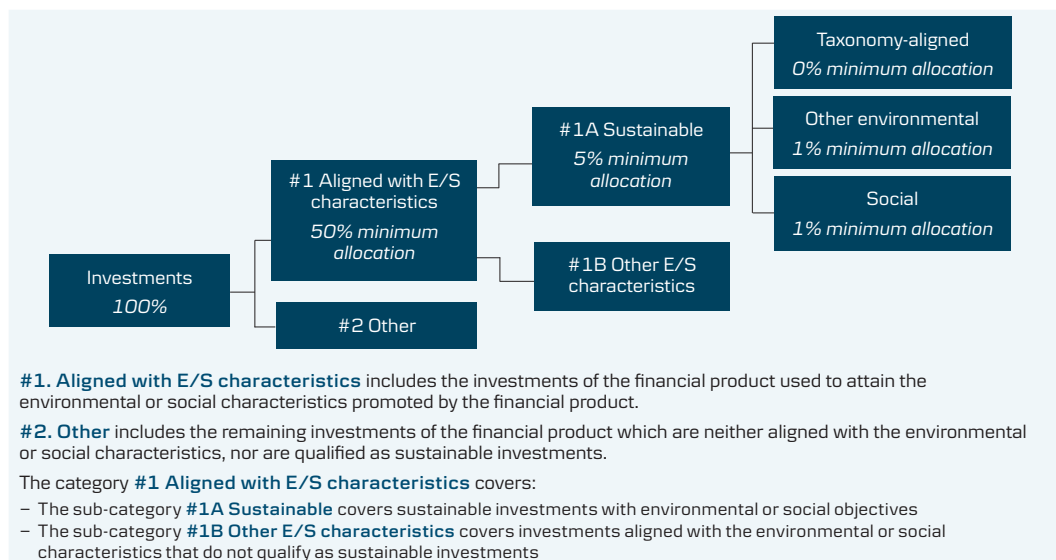 Investments
100%
#1 Aligned with E/S
characteristics
50% minimum
allocation
#2 Other
#1A Sustainable
5% minimum
allocation
#1B Other E/S
characteristics
Taxonomy-aligned
0% minimum allocation
Other environmental
1% minimum allocation
Social
1% minimum allocation
#1. Aligned with E/S characteristics includes the investments of the financial product used to attain the
environmental or social characteristics promoted by the financial product.
#2. Other includes the remaining investments of the financial product which are neither aligned with the environmental
or social characteristics, nor are qualified as sustainable investments.
The category #1 Aligned with E/S characteristics covers:
– The sub-category #1A Sustainable covers sustainable investments with environmental or social objectives
– The sub-category #1B Other E/S characteristics covers investments aligned with the environmental or social
characteristics that do not qualify as sustainable investments